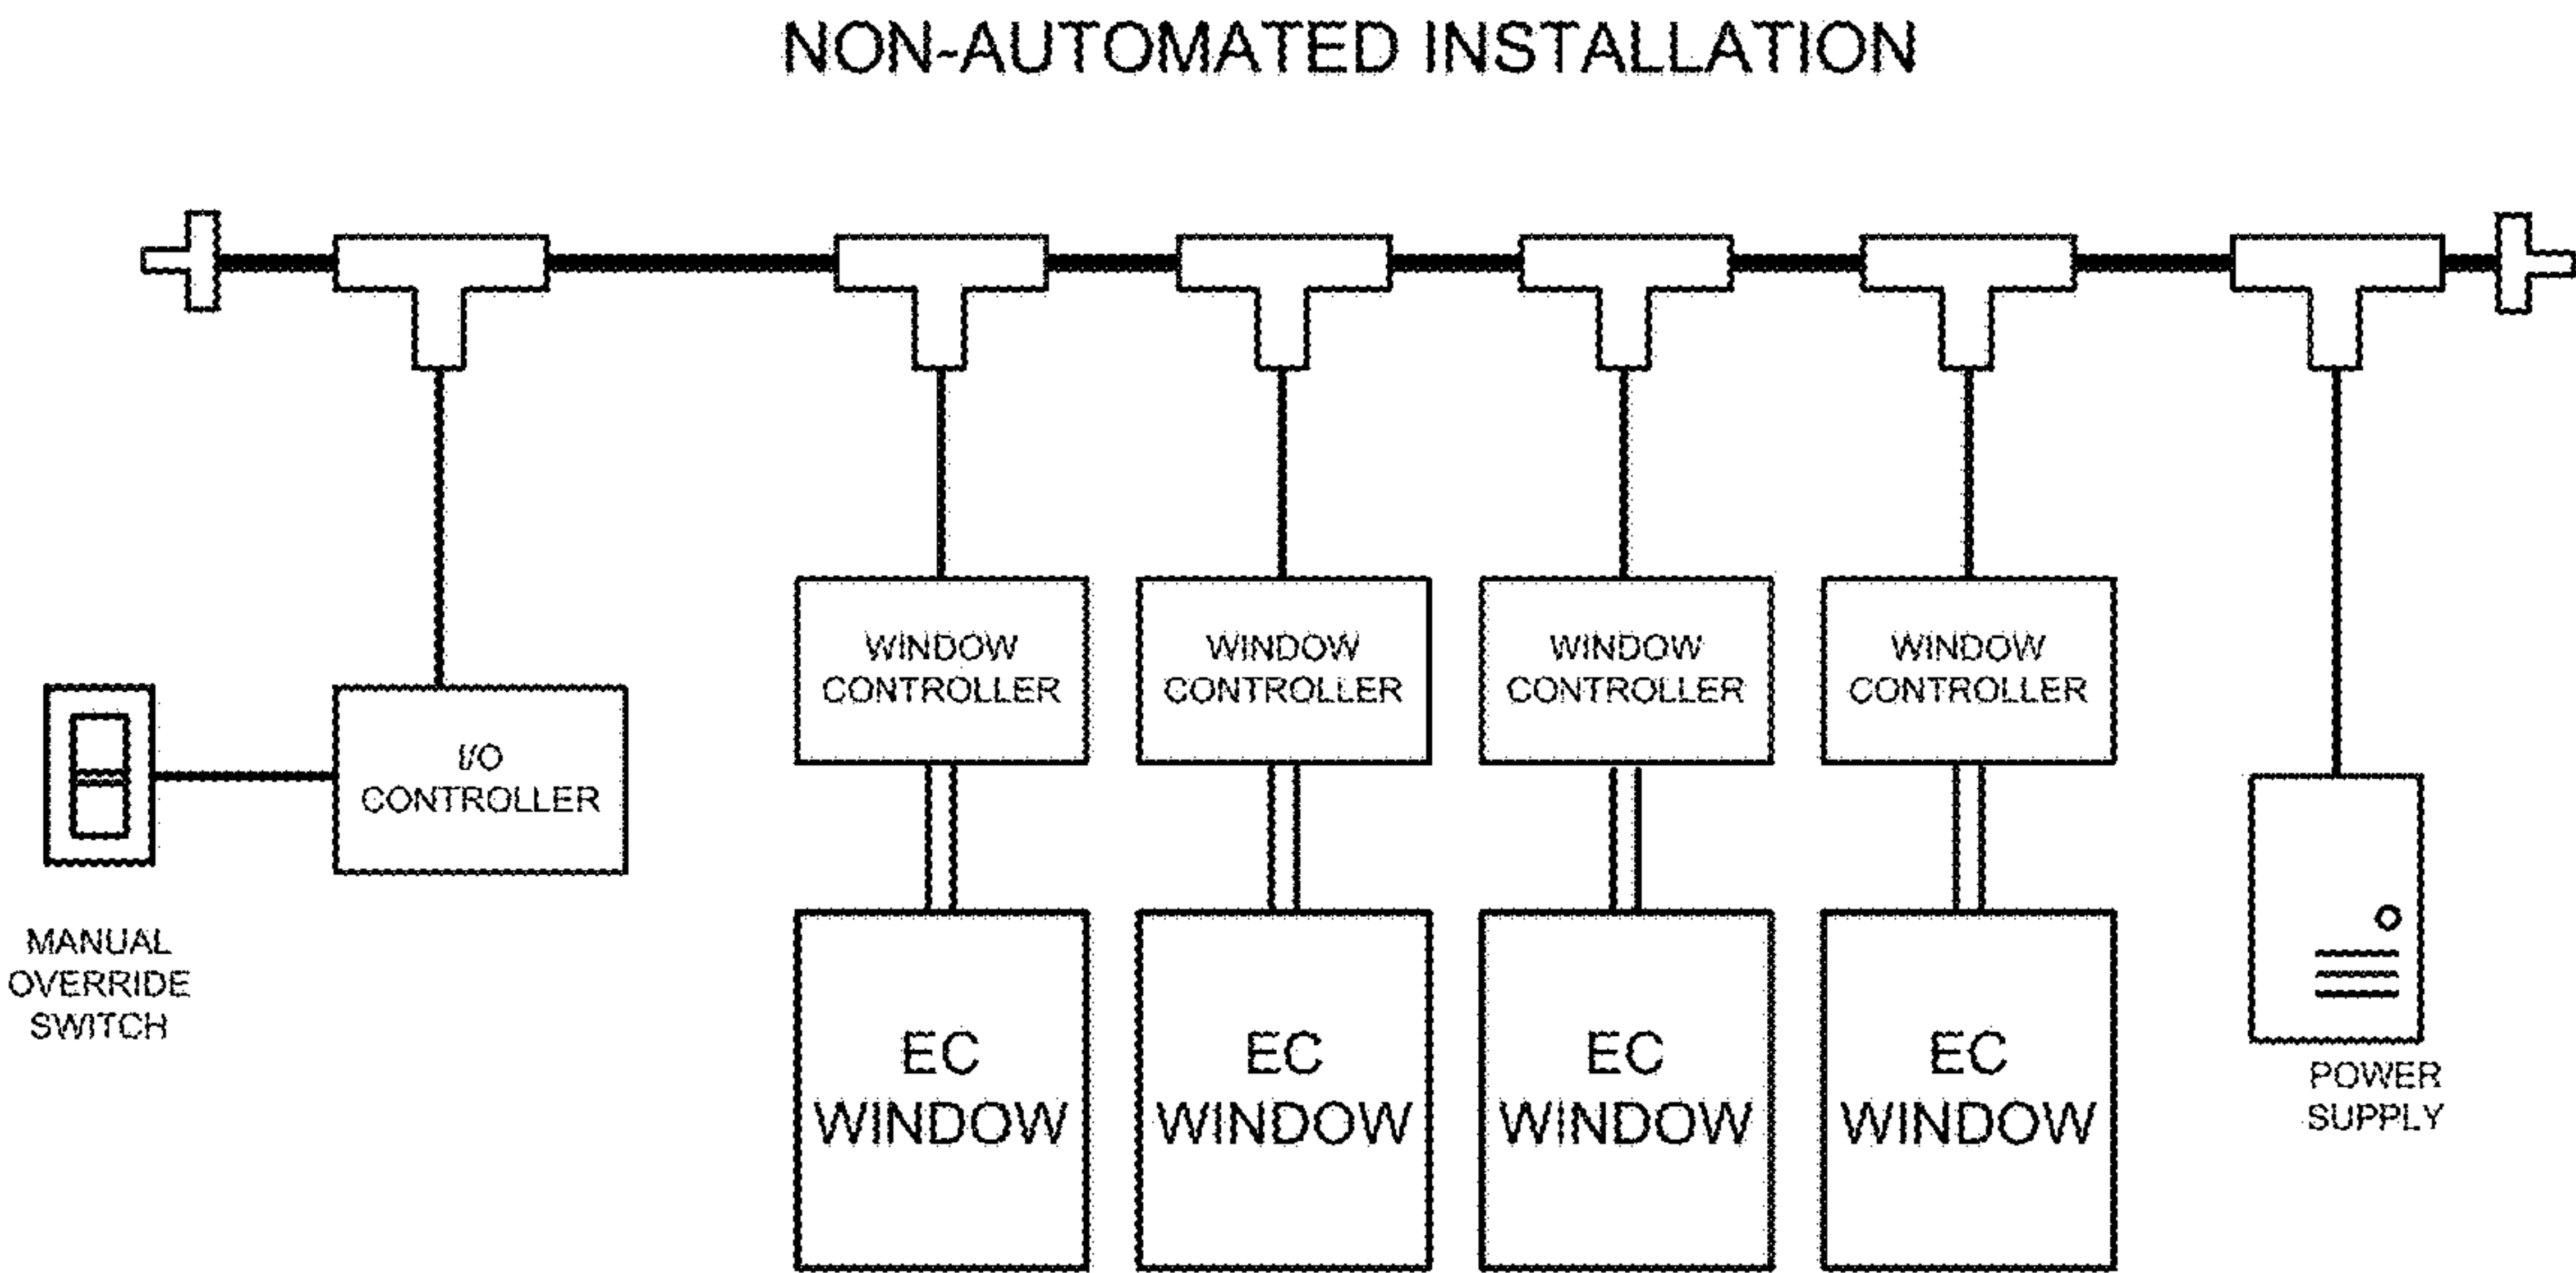 NON-AUTOMATED INSTALLATION
WINDOW
CONTROLLER
WINDOW
CONTROLLER
WINDOW
CONTROLLER
WINDOW
CONTROLLER
I/O
CONTROLLER
MANUAL
OVERRIDE
SWITCH
EC
WINDOW
EC
WINDOW
EC
WINDOW
EC
WINDOW
POWER
SUPPLY